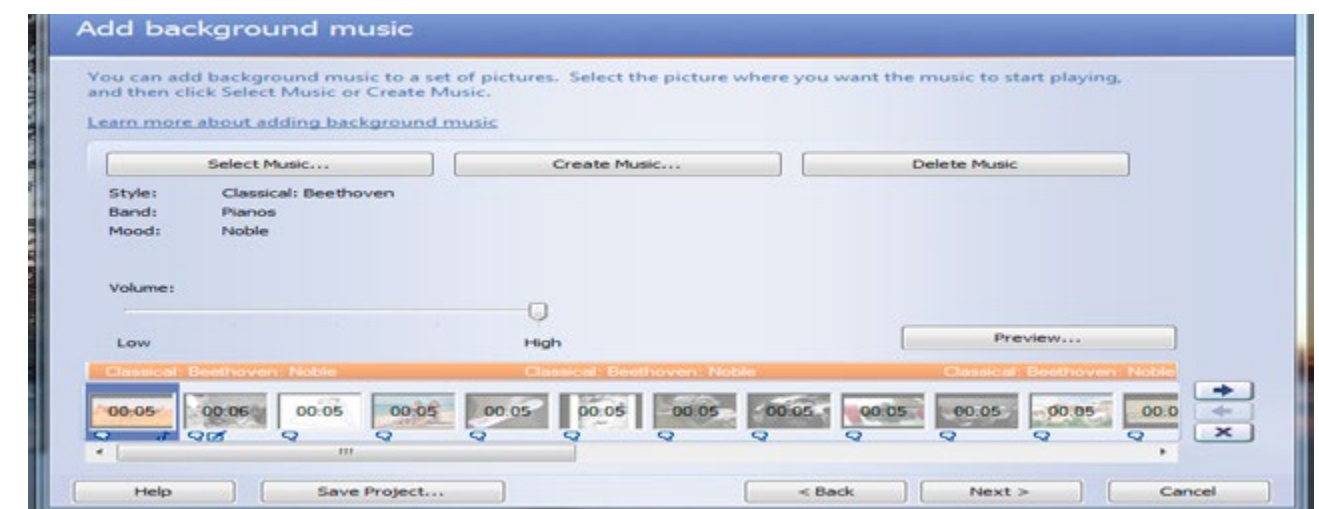 Add background music
You can add background music to a set of pictures. Select the picture where you want the music to start playing,
and then click Select Music or Create Music.
Learn more about adding background music
Select Music... Create Music... Delete Music
Style: Classical: Beethoven
Band: Pianos
Mood: Noble
Volume:
Low High Preview...
Classical: Beethoven: Noble Classical: Beethoven: Noble Classical: Beethoven: Noble
00:05 00:06 00:05 00:05 00:05 00:05 00:05 00:05 00:05 00:05 00:05 00:0
Help Save Project... < Back Next > Cancel